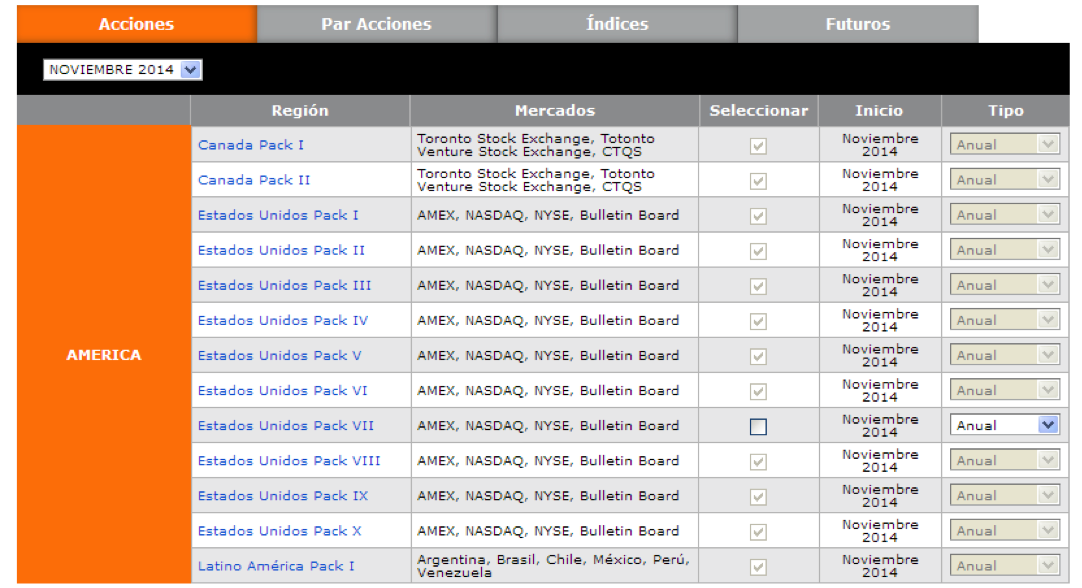 Acciones Par Acciones Índices Futuros
NOVIEMBRE 2014
Región Mercados Seleccionar Inicio Tipo
AMERICA
Canada Pack I
Toronto Stock Exchange, Totonto
Venture Stock Exchange, CTQS
Noviembre
2014
Anual
Canada Pack II
Toronto Stock Exchange, Totonto
Venture Stock Exchange, CTQS
Noviembre
2014
Anual
Estados Unidos Pack I
AMEX, NASDAQ, NYSE, Bulletin Board
Noviembre
2014
Anual
Estados Unidos Pack II
AMEX, NASDAQ, NYSE, Bulletin Board
Noviembre
2014
Anual
Estados Unidos Pack III
AMEX, NASDAQ, NYSE, Bulletin Board
Noviembre
2014
Anual
Estados Unidos Pack IV
AMEX, NASDAQ, NYSE, Bulletin Board
Noviembre
2014
Anual
Estados Unidos Pack V
AMEX, NASDAQ, NYSE, Bulletin Board
Noviembre
2014
Anual
Estados Unidos Pack VI
AMEX, NASDAQ, NYSE, Bulletin Board
Noviembre
2014
Anual
Estados Unidos Pack VII
AMEX, NASDAQ, NYSE, Bulletin Board
Noviembre
2014
Anual
Estados Unidos Pack VIII
AMEX, NASDAQ, NYSE, Bulletin Board
Noviembre
2014
Anual
Estados Unidos Pack IX
AMEX, NASDAQ, NYSE, Bulletin Board
Noviembre
2014
Anual
Estados Unidos Pack X
AMEX, NASDAQ, NYSE, Bulletin Board
Noviembre
2014
Anual
Latino América Pack I
Argentina, Brasil, Chile, México, Perú,
Venezuela
Noviembre
2014
Anual